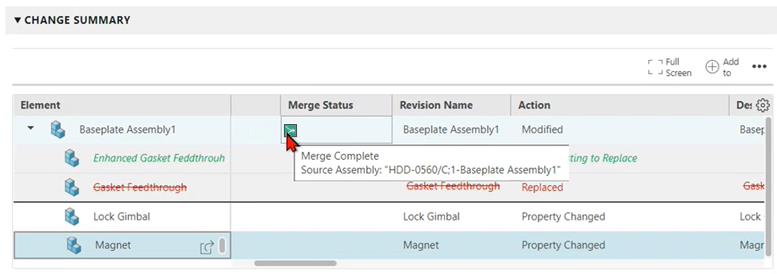 ▼ CHANGE SUMMARY
Full Screen
Add to
Element Merge Status Revision Name Action Des
Baseplate Assembly1 Baseplate Assembly1 Modified Basep
Enhanced Gasket Feddthrouh ting to Replace
Gasket Feedthrough Gasket Feedthrough Replaced Gask
Merge Complete
Source Assembly: "HDD-0560/C;1-Baseplate Assembly1"
Lock Gimbal Lock Gimbal Property Changed Lock
Magnet Magnet Property Changed Magn